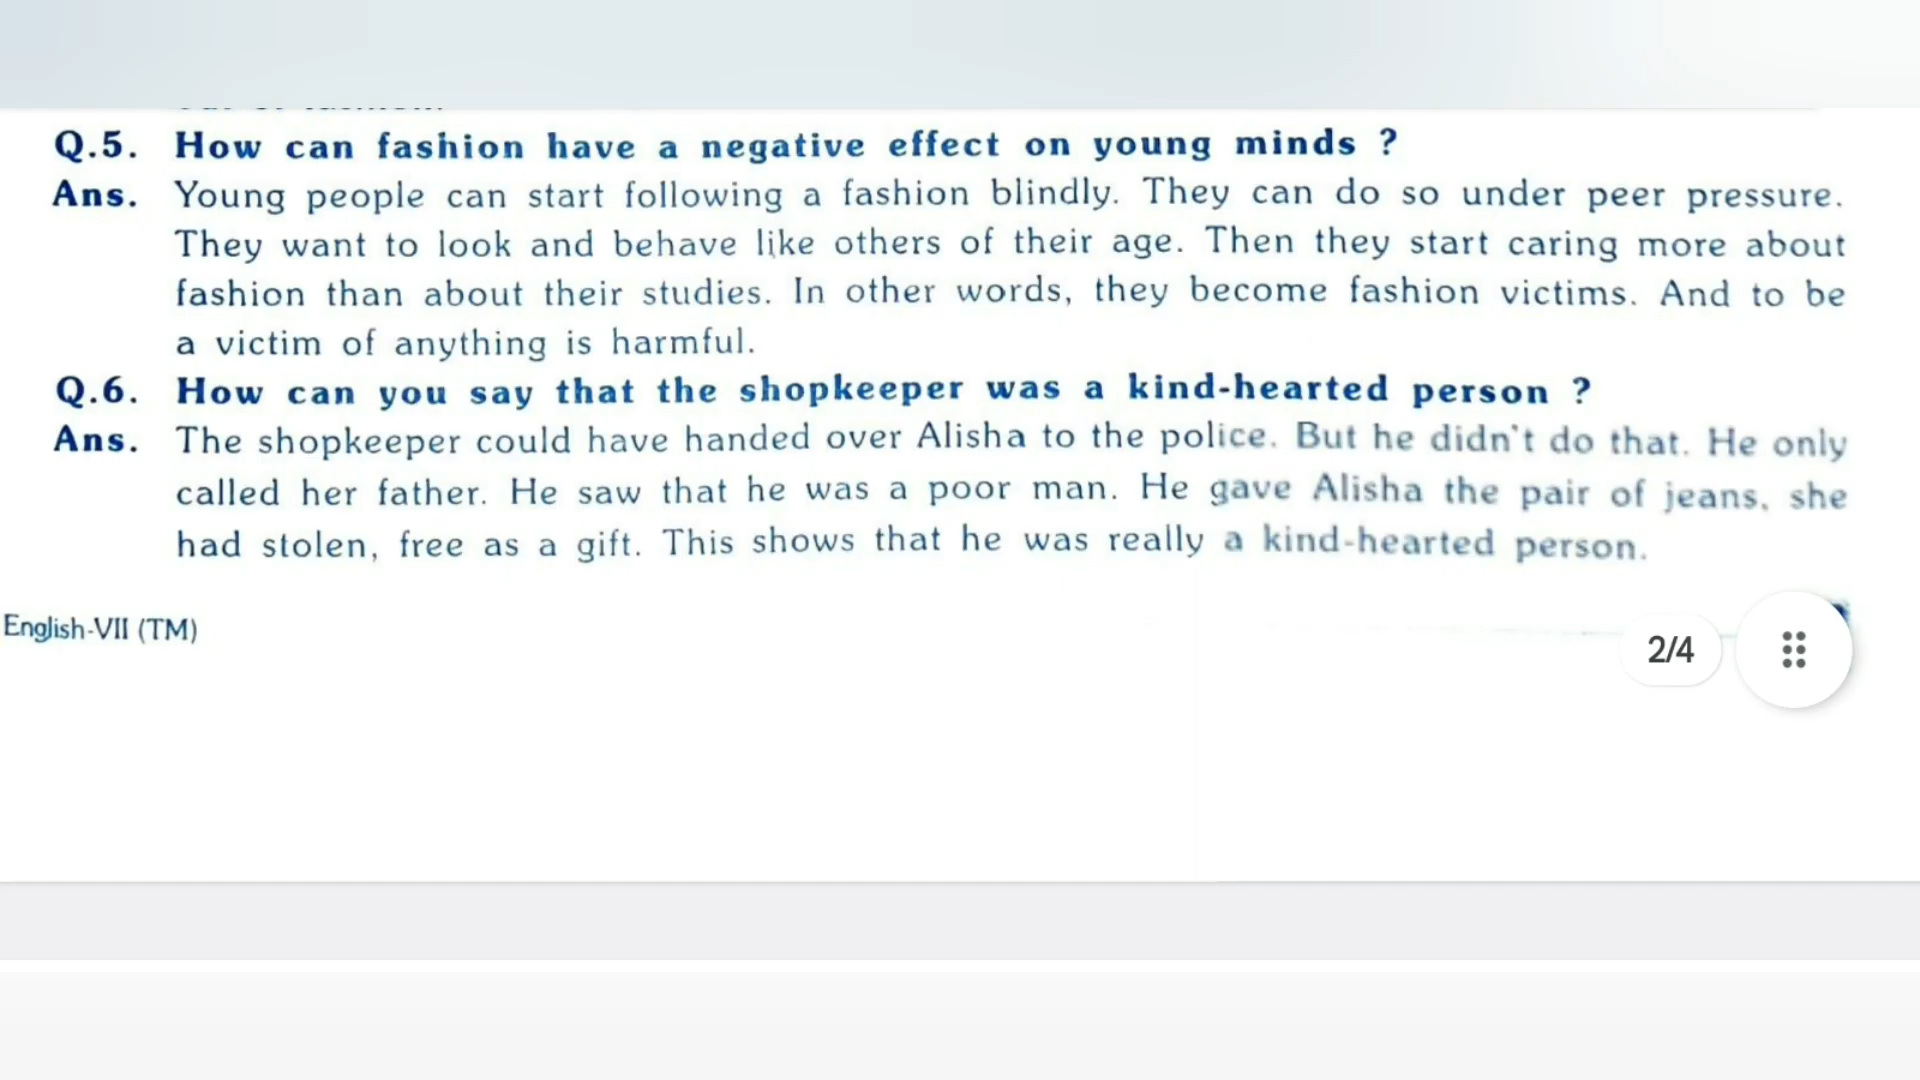 Q.5. How can fashion have a negative effect on young minds ?
Ans. Young people can start following a fashion blindly. They can do so under peer pressure.
They want to look and behave like others of their age. Then they start caring more about
fashion than about their studies. In other words, they become fashion victims. And to be
a victim of anything is harmful.
Q.6. How can you say that the shopkeeper was a kind-hearted person ?
Ans. The shopkeeper could have handed over Alisha to the police. But he didn't do that. He only
called her father. He saw that he was a poor man. He gave Alisha the pair of jeans, she
had stolen, free as a gift. This shows that he was really a kind-hearted person.
English-VII (TM)
2/4